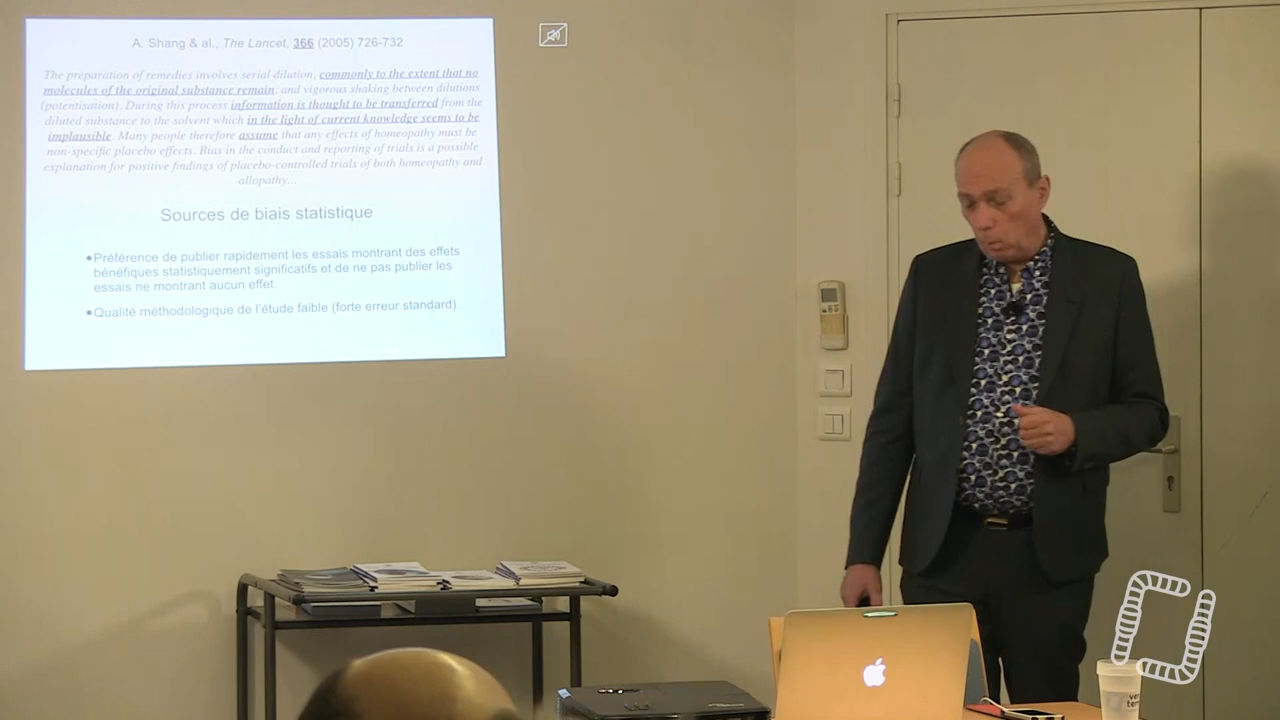 A. Shang & al., The Lancet, 366 (2005) 726-732
The preparation of remedies involves serial dilution, commonly to the extent that no
molecules of the original substance remain, and vigorous shaking between dilutions
(potentisation). During this process information is thought to be transferred from the
diluted substance to the solvent which in the light of current knowledge seems to be
implausible. Many people therefore assume that any effects of homeopathy must be
non-specific placebo effects. Bias in the conduct and reporting of trials is a possible
explanation for positive findings of placebo-controlled trials of both homeopathy and
allopathy...
Sources de biais statistique
•Préférence de publier rapidement les essais montrant des effets
bénéfiques statistiquement significatifs et de ne pas publier les
essais ne montrant aucun effet.
•Qualité méthodologique de l'étude faible (forte erreur standard).